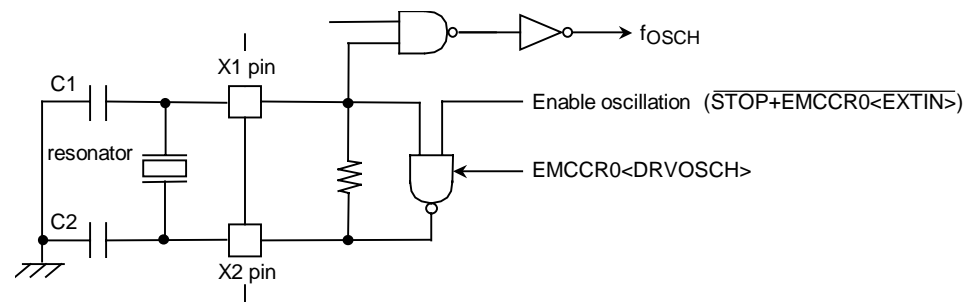 fOSCH
X1 pin
C1
Enable oscillation (STOP+EMCCR0<EXTIN>)
resonator
EMCCR0<DRVOSCH>
C2
X2 pin